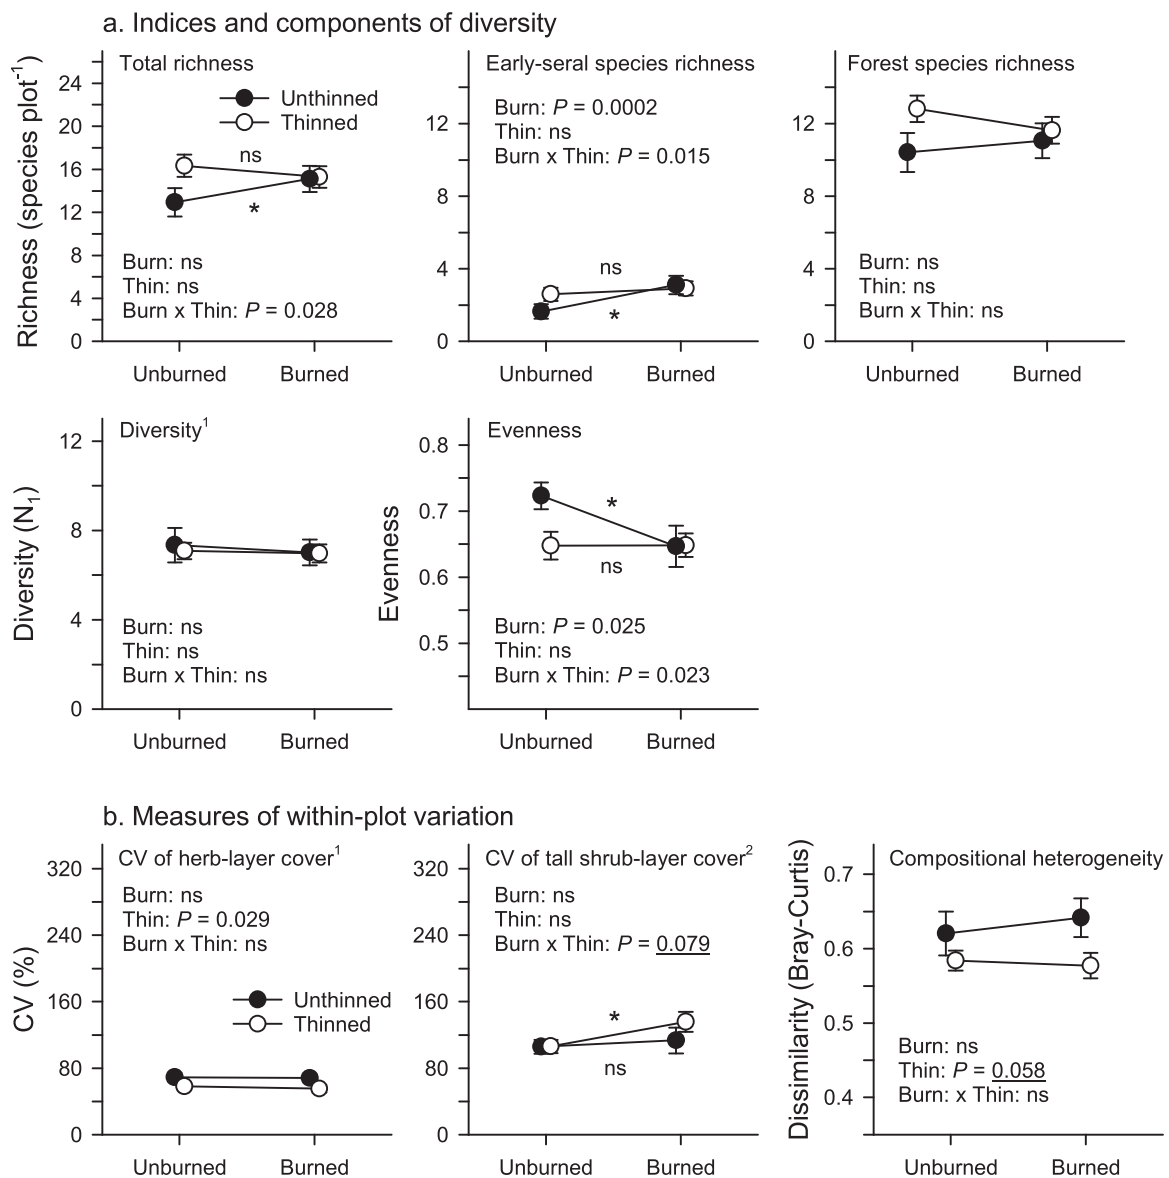 a. Indices and components of diversity
Richness (species plot-1)
Total richness
24
20
16
12
8
4
0
Unthinned
Thinned
ns
*
Burn: ns
Thin: ns
Burn x Thin: P = 0.028
Unburned Burned
Early-seral species richness
Burn: P = 0.0002
Thin: ns
Burn x Thin: P = 0.015
12
8
4
0
ns
*
Unburned Burned
Forest species richness
12
8
4
0
Burn: ns
Thin: ns
Burn x Thin: ns
Unburned Burned
Diversity (N1)
Diversity1
12
8
4
0
Burn: ns
Thin: ns
Burn x Thin: ns
Unburned Burned
Evenness
Evenness
0.8
0.7
0.6
0.5
*
ns
Burn: P = 0.025
Thin: ns
Burn x Thin: P = 0.023
Unburned Burned
b. Measures of within-plot variation
CV (%)
CV of herb-layer cover1
320
240
160
80
0
Burn: ns
Thin: P = 0.029
Burn x Thin: ns
Unthinned
Thinned
Unburned Burned
CV of tall shrub-layer cover2
320
240
160
80
0
Burn: ns
Thin: ns
Burn x Thin: P = 0.079
*
ns
Unburned Burned
Dissimilarity (Bray-Curtis)
Compositional heterogeneity
0.7
0.6
0.5
0.4
Burn: ns
Thin: P = 0.058
Burn: x Thin: ns
Unburned Burned